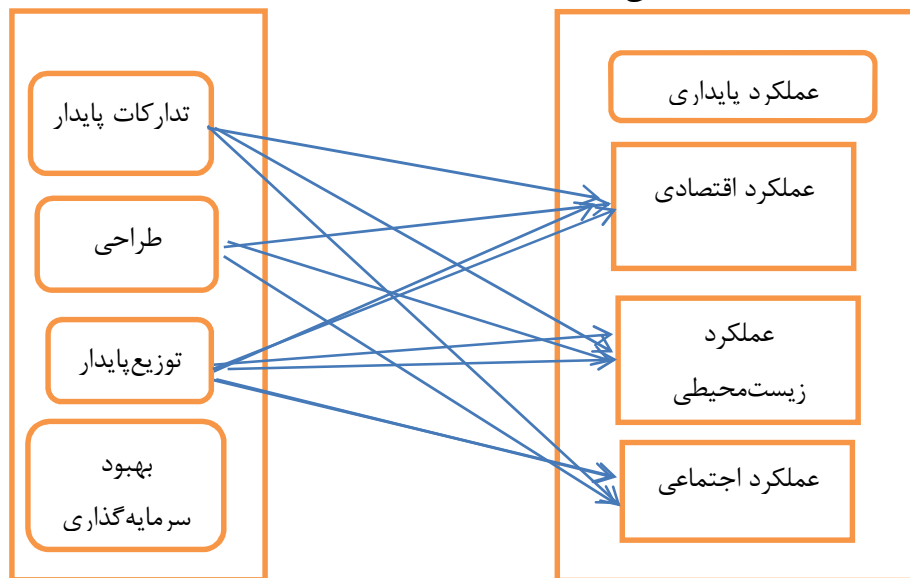 تدارکات پایدار
طراحی
توزیع‌پایدار
بهبود
سرمایه‌گذاری
عملکرد پایداری
عملکرد اقتصادی
عملکرد
زیست‌محیطی
عملکرد اجتماعی